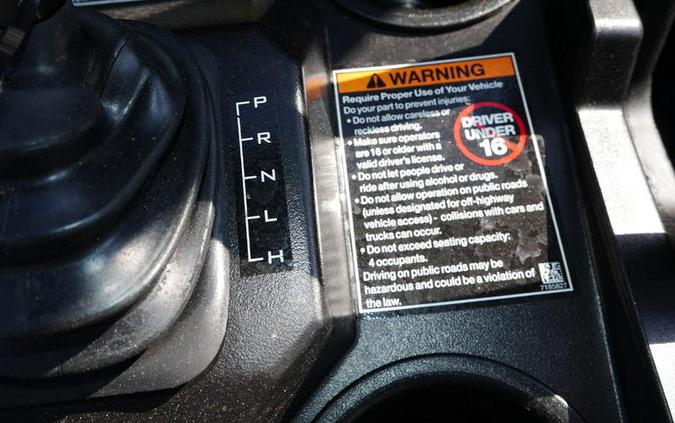 P
R
N
L
H
WARNING
Require Proper Use of Your Vehicle
Do your part to prevent injuries:
• Do not allow careless or
reckless driving.
• Make sure operators
are 16 or older with a
valid driver's license.
• Do not let people drive or
ride after using alcohol or drugs.
• Do not allow operation on public roads
(unless designated for off-highway
vehicle access) - collisions with cars and
trucks can occur.
• Do not exceed seating capacity:
4 occupants.
Driving on public roads may be
hazardous and could be a violation of
the law.
DRIVER
UNDER
16
7185827